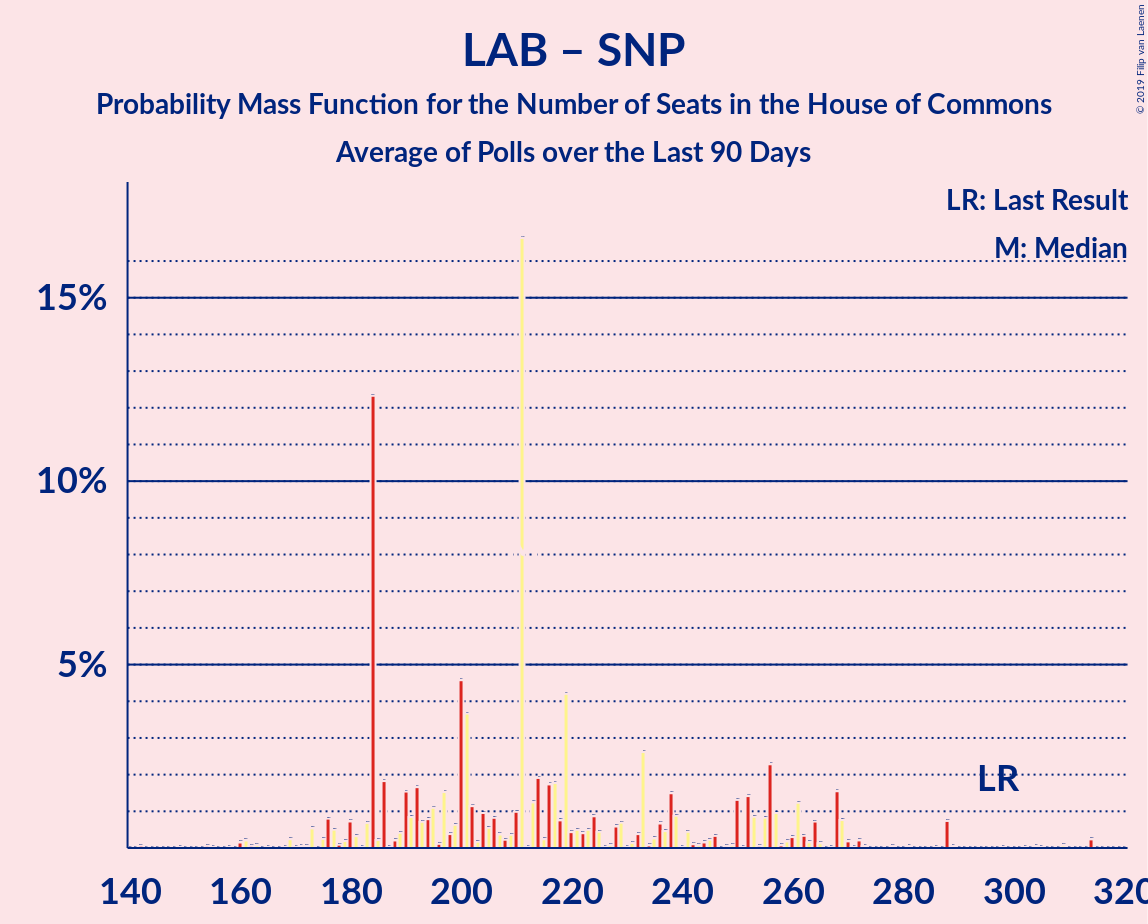 LAB – SNP
Probability Mass Function for the Number of Seats in the House of Commons
Average of Polls over the Last 90 Days
© 2019 Filip van Laenen
LR: Last Result
M: Median
15%
10%
5%
LR
140 160 180 200 220 240 260 280 300 320